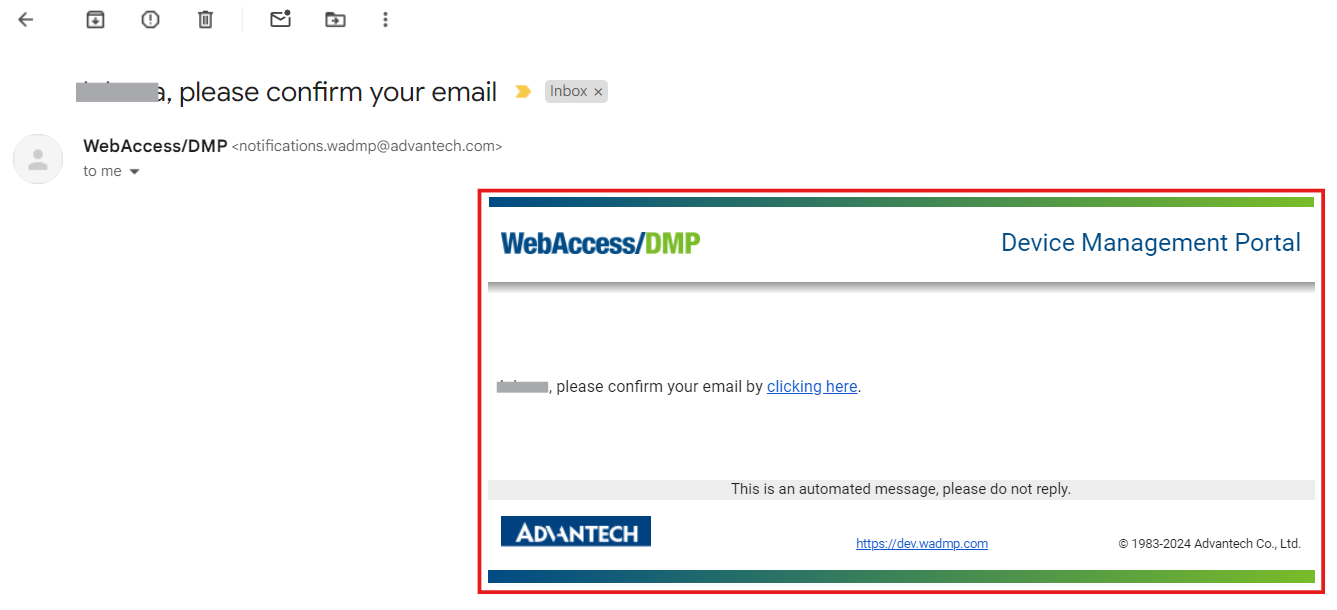 , please confirm your email
Inbox ×
WebAccess/DMP <notifications.wadmp@advantech.com>
to me
WebAccess/DMP
Device Management Portal
, please confirm your email by clicking here.
This is an automated message, please do not reply.
ADVANTECH
https://dev.wadmp.com
© 1983-2024 Advantech Co., Ltd.